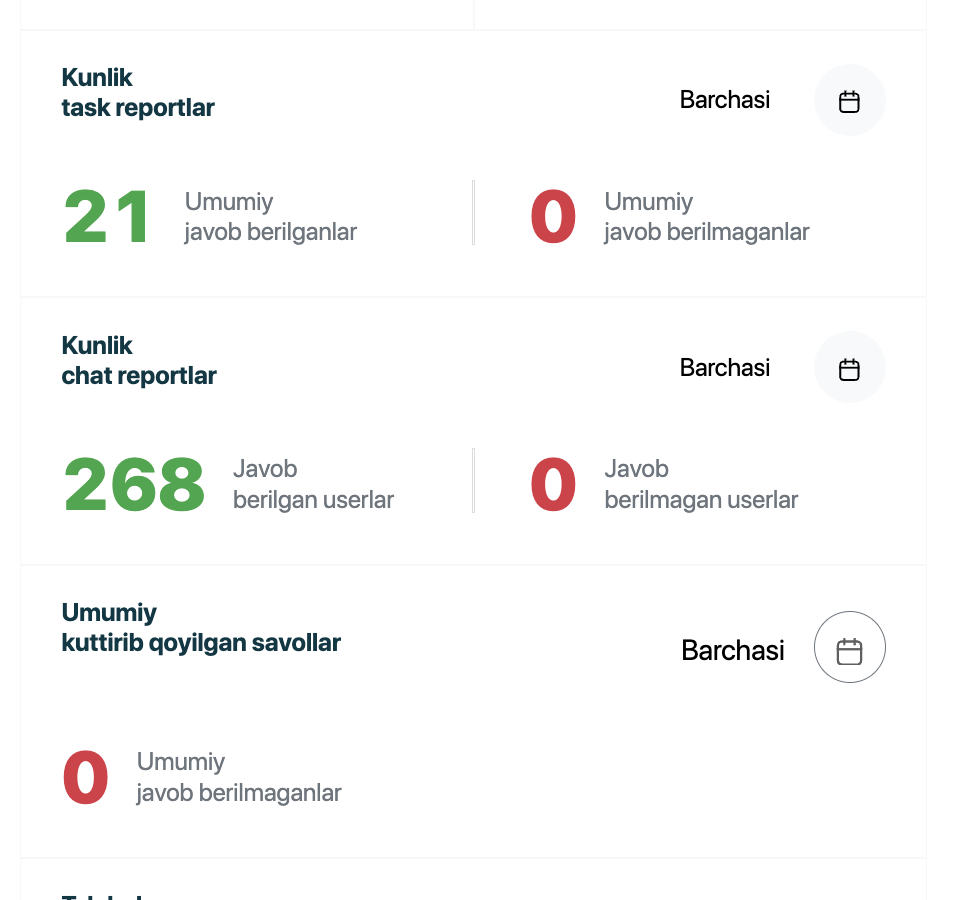 Kunlik
task reportlar
Barchasi
21
Umumiy
javob berilganlar
0
Umumiy
javob berilmaganlar
Kunlik
chat reportlar
Barchasi
268
Javob
berilgan userlar
0
Javob
berilmagan userlar
Umumiy
kuttirib qoyilgan savollar
Barchasi
0
Umumiy
javob berilmaganlar